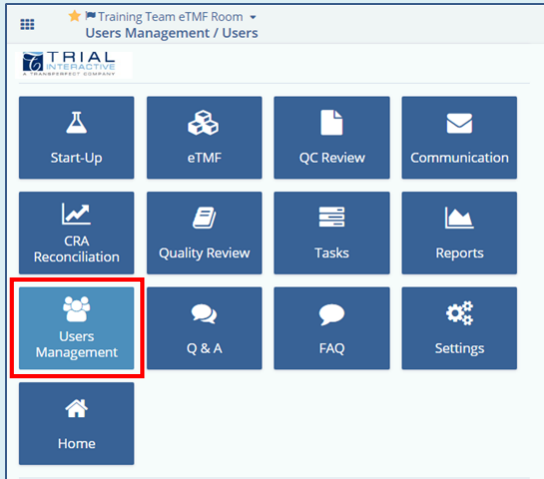 Training Team eTMF Room
Users Management / Users
TRIAL
INTERACTIVE
A TRANSPERFECT COMPANY
Start-Up
eTMF
QC Review
Communication
CRA
Reconciliation
Quality Review
Tasks
Reports
Users
Management
Q & A
FAQ
Settings
Home